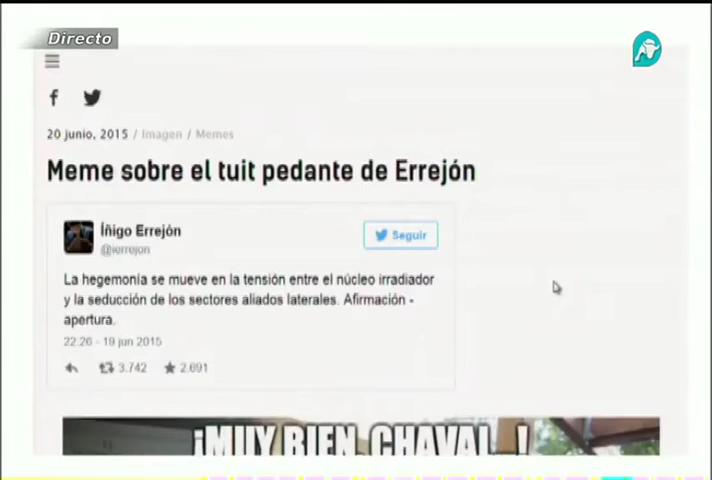 Directo
20 junio, 2015 / Imagen / Memes
Meme sobre el tuit pedante de Errejón
Íñigo Errejón
@ierrejon
Seguir
La hegemonía se mueve en la tensión entre el núcleo irradiador
y la seducción de los sectores aliados laterales. Afirmación -
apertura.
22:26 - 19 jun 2015
3.742 2.691
¡MUY BIEN, CHAVAL...!